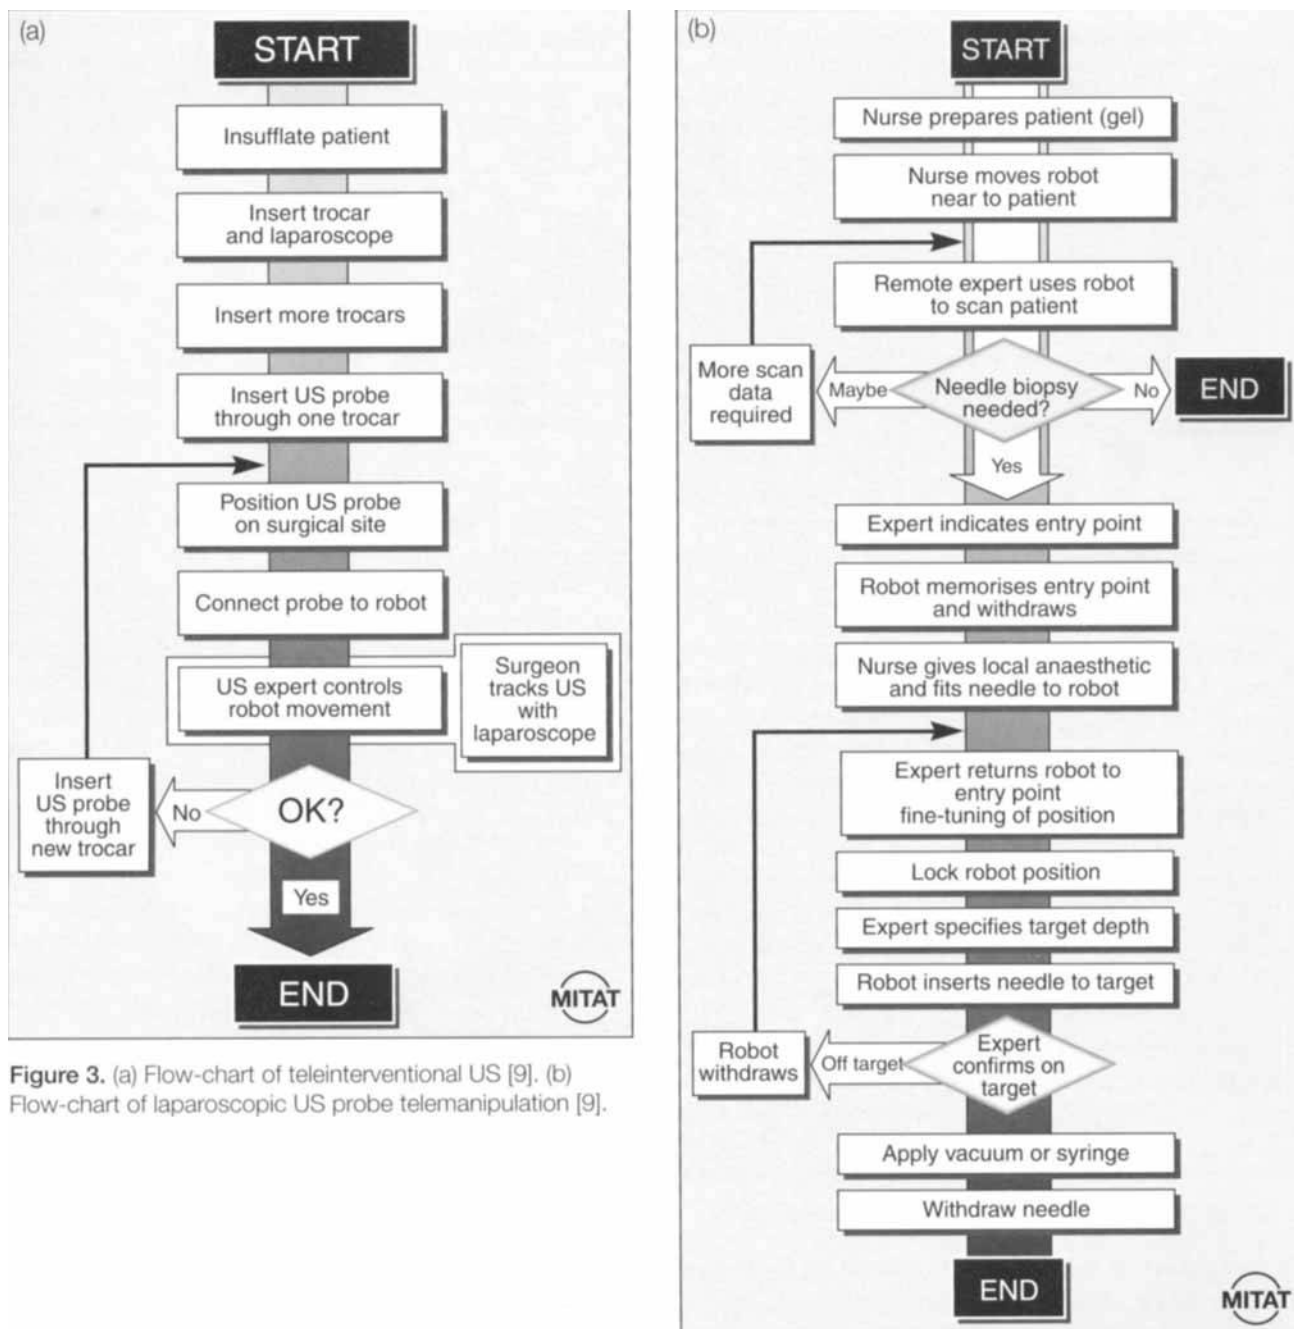 (a)
START
Insufflate patient
Insert trocar
and laparoscope
Insert more trocars
Insert US probe
through one trocar
Position US probe
on surgical site
Connect probe to robot
US expert controls
robot movement
Surgeon
tracks US
with
laparoscope
OK?
No
Insert
US probe
through
new trocar
Yes
END
MITAT
Figure 3. (a) Flow-chart of teleinterventional US [9]. (b)
Flow-chart of laparoscopic US probe telemanipulation [9].
(b)
START
Nurse prepares patient (gel)
Nurse moves robot
near to patient
Remote expert uses robot
to scan patient
More scan
data
required
Maybe
Needle biopsy
needed?
No
END
Yes
Expert indicates entry point
Robot memorises entry point
and withdraws
Nurse gives local anaesthetic
and fits needle to robot
Expert returns robot to
entry point
fine-tuning of position
Lock robot position
Expert specifies target depth
Robot inserts needle to target
Robot
withdraws
Off target
Expert
confirms on
target
Apply vacuum or syringe
Withdraw needle
END
MITAT